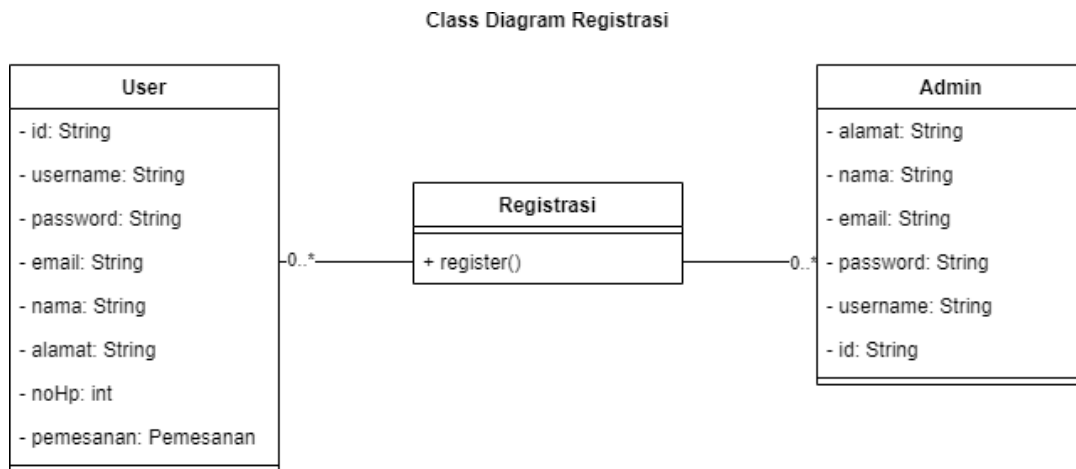 Class Diagram Registrasi
User
- id: String
- username: String
- password: String
- email: String
- nama: String
- alamat: String
- noHp: int
- pemesanan: Pemesanan
0..*
Registrasi
+ register()
0..*
Admin
- alamat: String
- nama: String
- email: String
- password: String
- username: String
- id: String